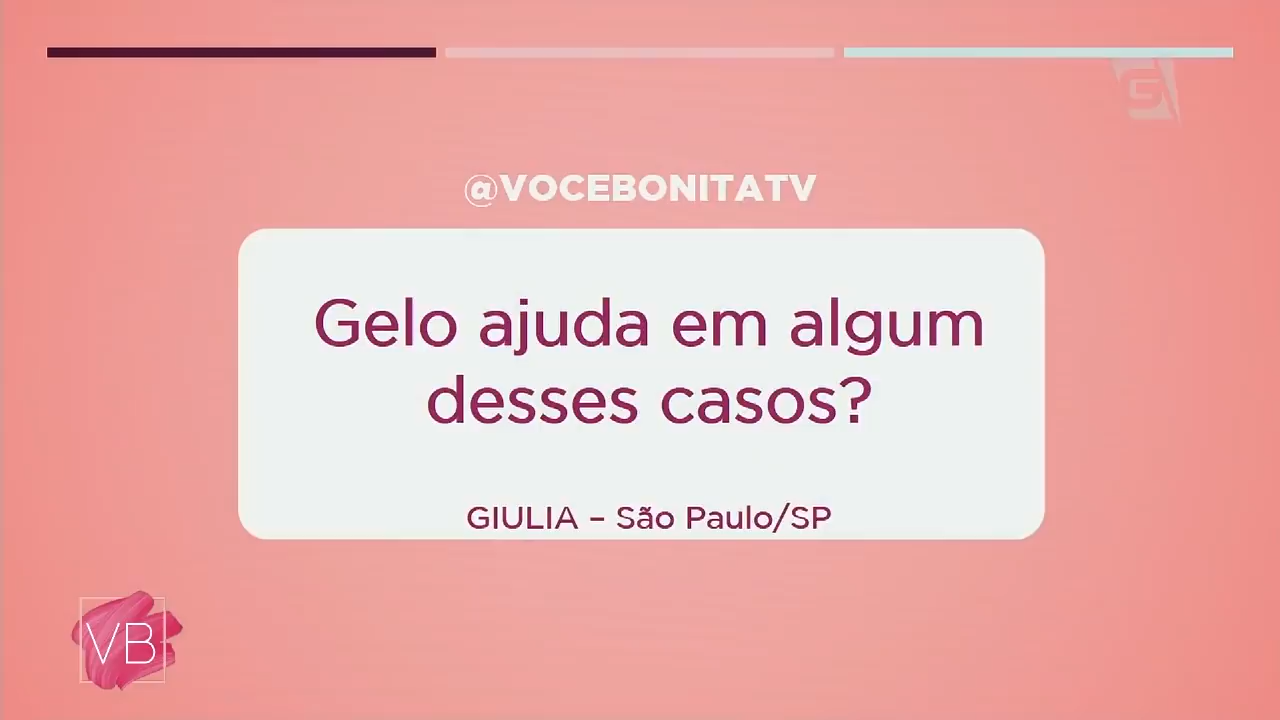 @VOCEBONITATV
Gelo ajuda em algum
desses casos?
GIULIA – São Paulo/SP
VB